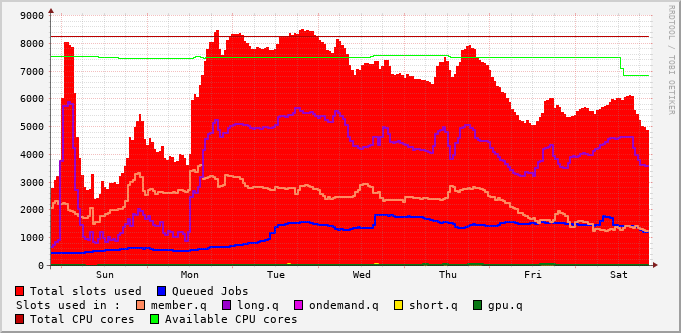 RRDTOOL / TOBI OETIKER
9000
8000
7000
6000
5000
4000
3000
2000
1000
0
Sun Mon Tue Wed Thu Fri Sat
Total slots used Queued Jobs
Slots used in : member.q long.q ondemand.q short.q gpu.q
Total CPU cores Available CPU cores